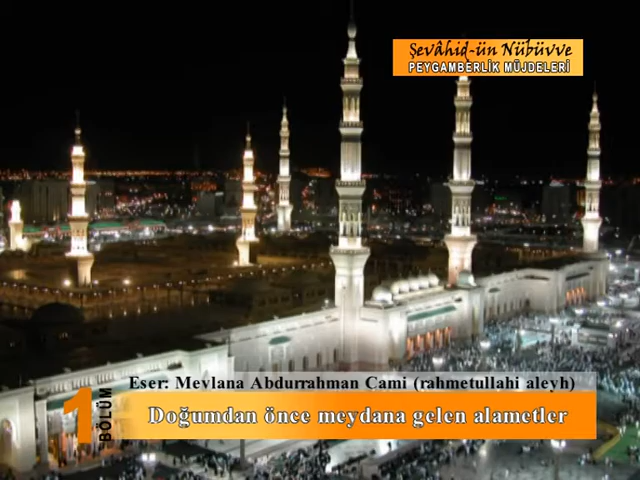 Şevâhid-ün Nübüvve
PEYGAMBERLİK MÜJDELERİ
Eser: Mevlana Abdurrahman Cami (rahmetullahi aleyh)
1
BÖLÜM
Doğumdan önce meydana gelen alametler